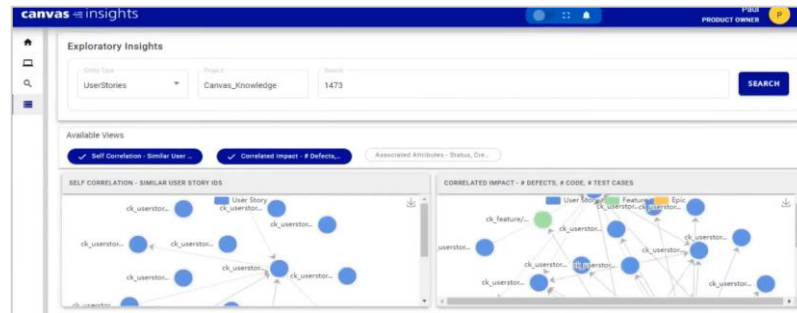 canvas insights
Paul
PRODUCT OWNER
P
Exploratory Insights
Entity Type
UserStories
Project
Canvas_Knowledge
Search
1473
SEARCH
Available Views
Self Correlation - Similar User ...
Correlated Impact - # Defects,...
Associated Attributes - Status, Cre...
SELF CORRELATION - SIMILAR USER STORY IDS
User Story
ck_userstor...
ck_userstor...
ck_userstor...
ck_userstor...
ck_userstor...
ck_userstor...
ck_userstor...
ck_userstor...
ck_userstor...
CORRELATED IMPACT - # DEFECTS, # CODE, # TEST CASES
User Story
Feature
Epic
ck_userstor...
ck_userstor...
ck_feature/...
ck_userstor...
ck_userstor...
userstor...
ck_userstor...
ck_userstor...
ck_userstor...
ck_userstor...
ck_userstor...